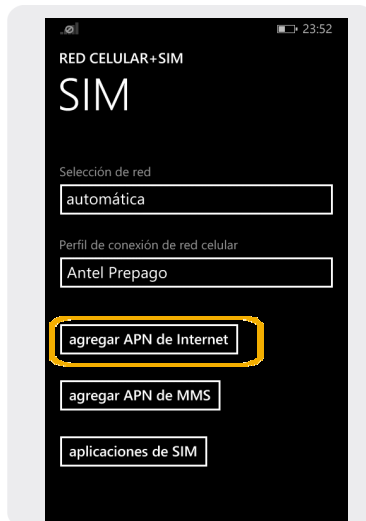 23:52
RED CELULAR+SIM
SIM
Selección de red
automática
Perfil de conexión de red celular
Antel Prepago
agregar APN de Internet
agregar APN de MMS
aplicaciones de SIM